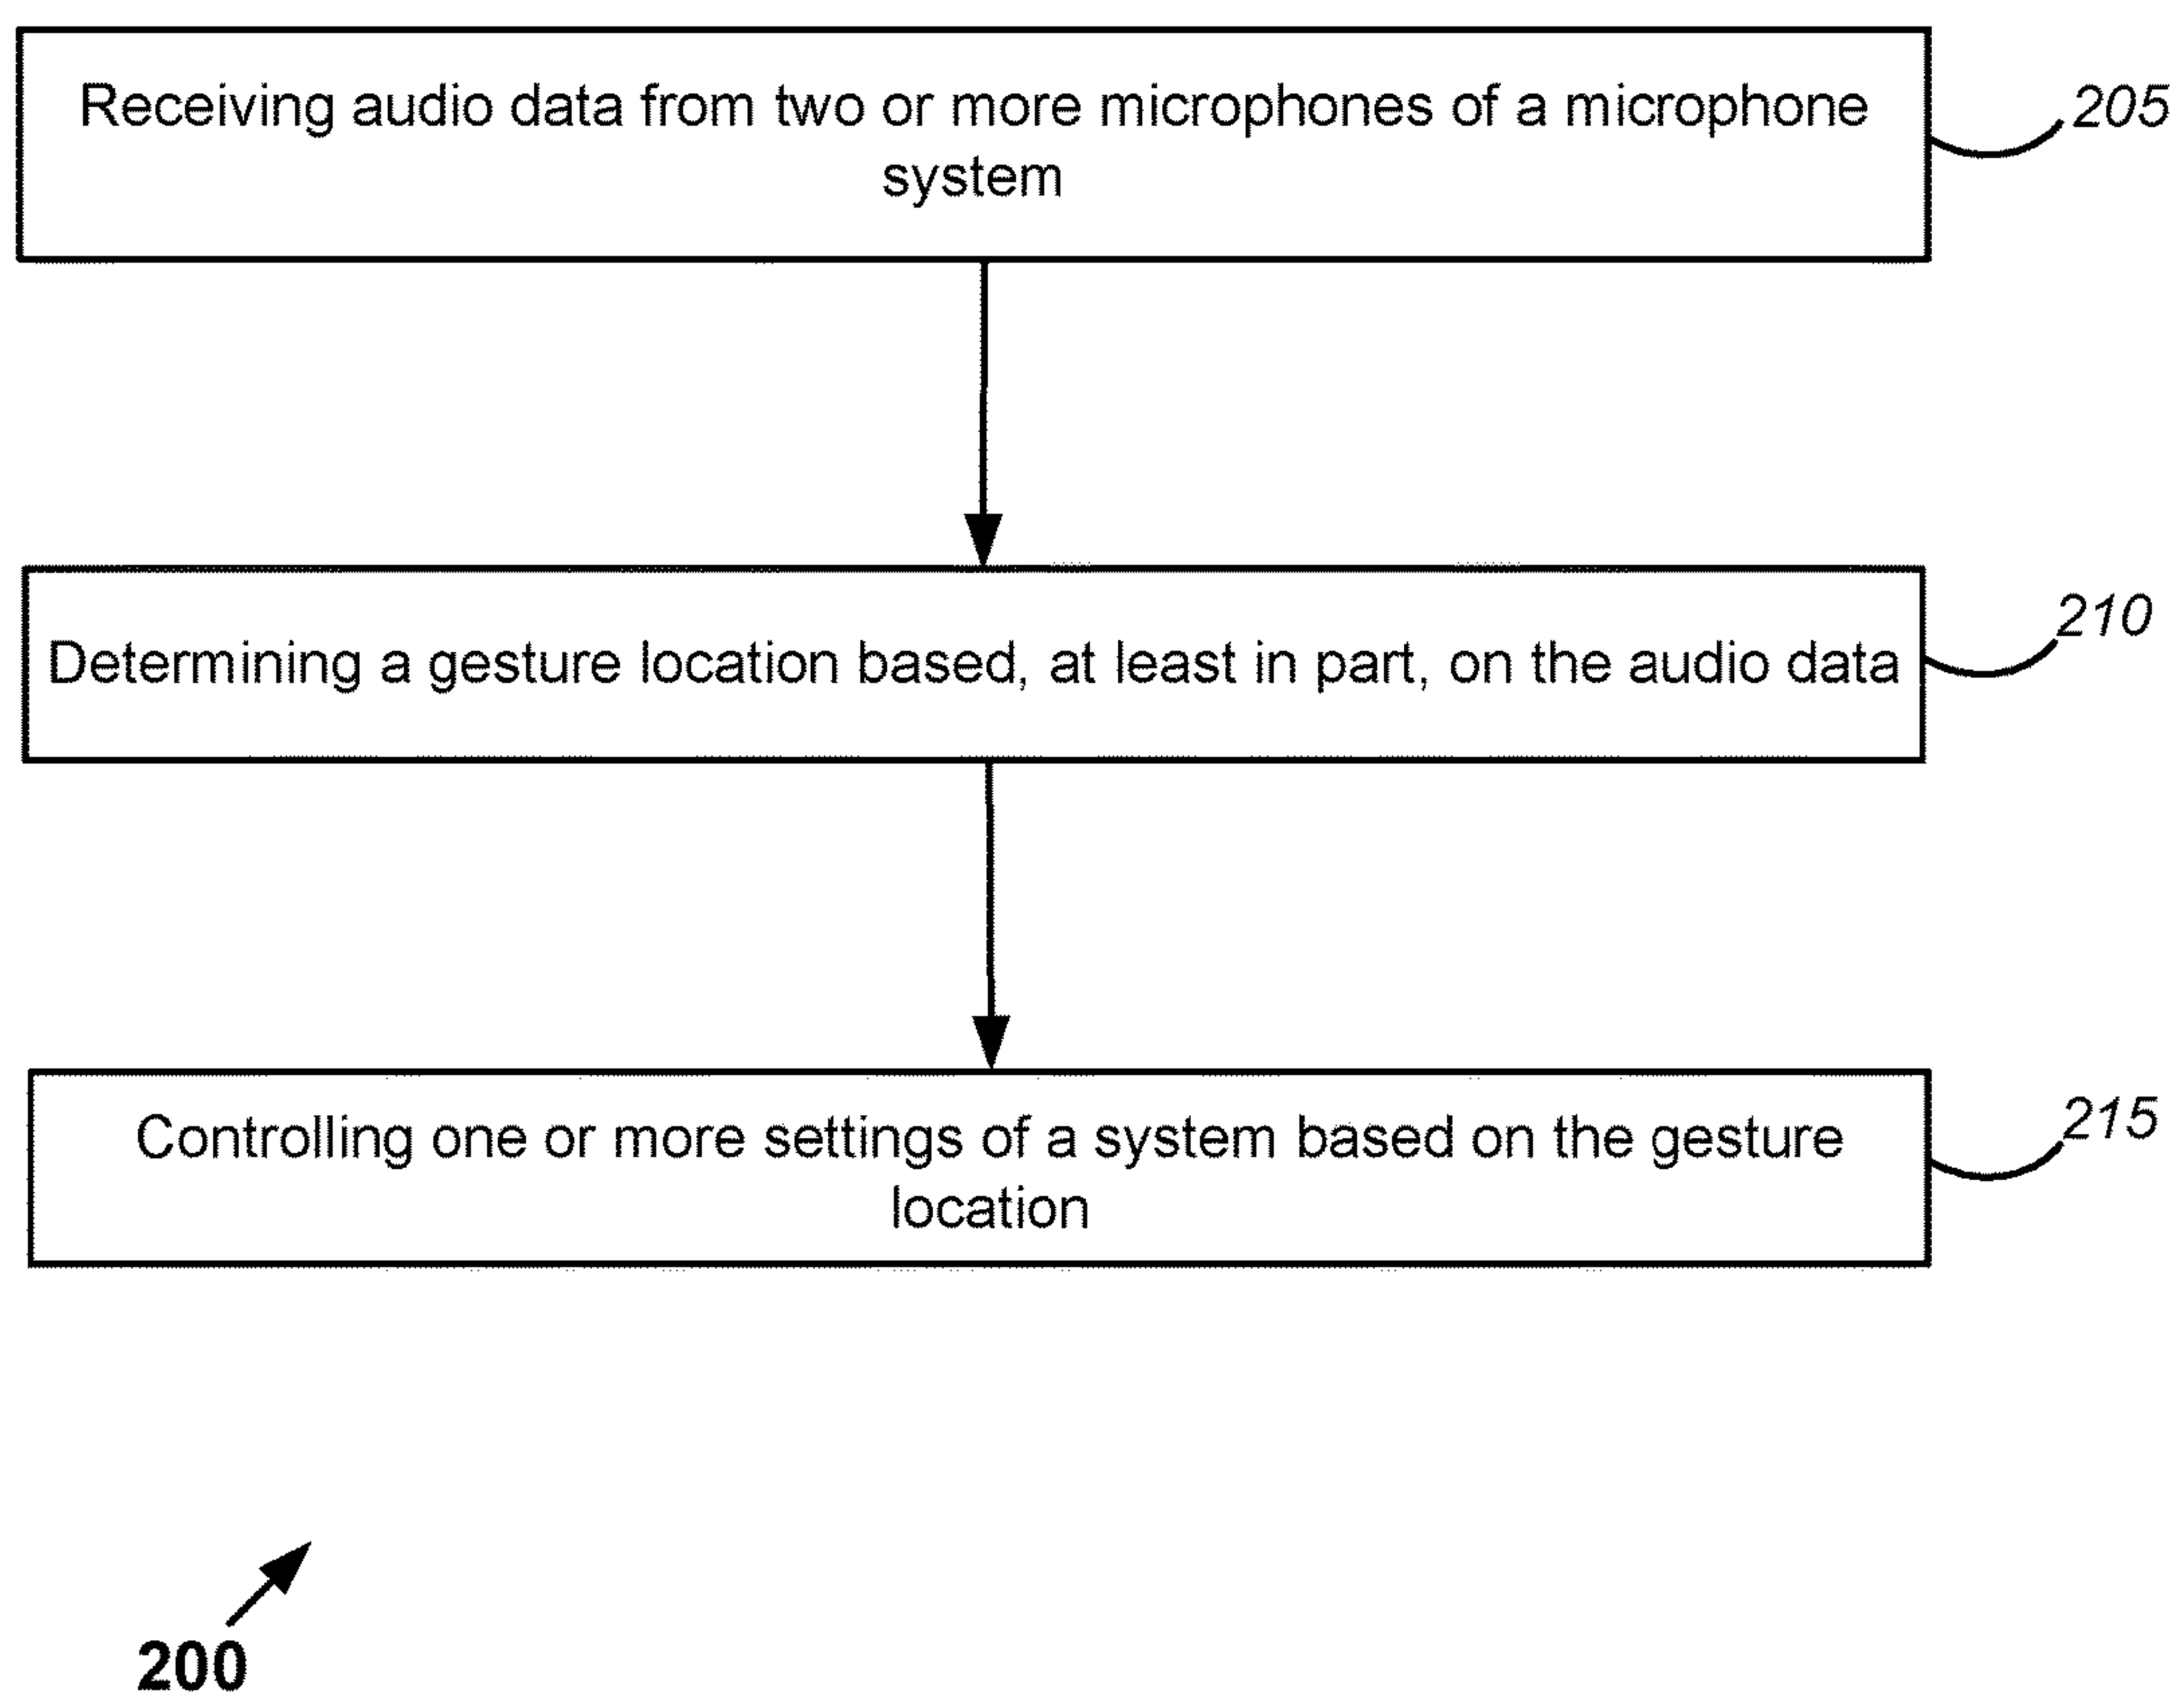 Receiving audio data from two or more microphones of a microphone
system
205
Determining a gesture location based, at least in part, on the audio data
210
Controlling one or more settings of a system based on the gesture
location
215
200